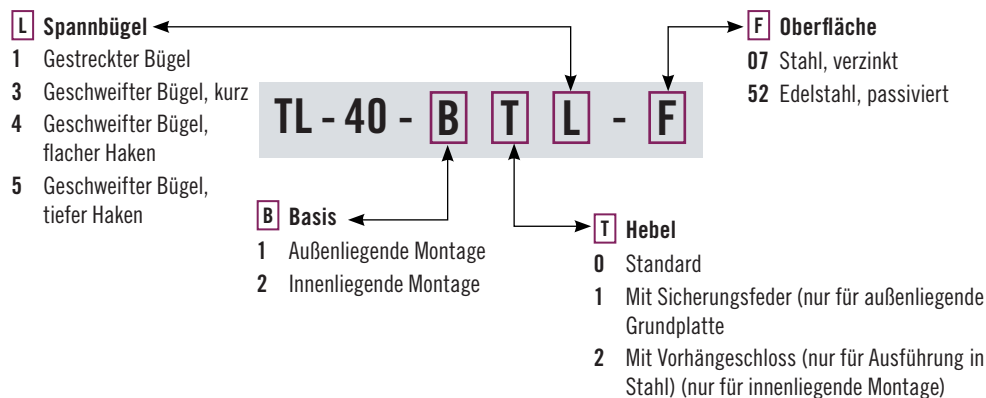 L Spannbügel
1 Gestreckter Bügel
3 Geschweifter Bügel, kurz
4 Geschweifter Bügel,
flacher Haken
5 Geschweifter Bügel,
tiefer Haken
F Oberfläche
07 Stahl, verzinkt
52 Edelstahl, passiviert
TL - 40 - B T L - F
B Basis
1 Außenliegende Montage
2 Innenliegende Montage
T Hebel
0 Standard
1 Mit Sicherungsfeder (nur für außenliegende
Grundplatte
2 Mit Vorhängeschloss (nur für Ausführung in
Stahl) (nur für innenliegende Montage)